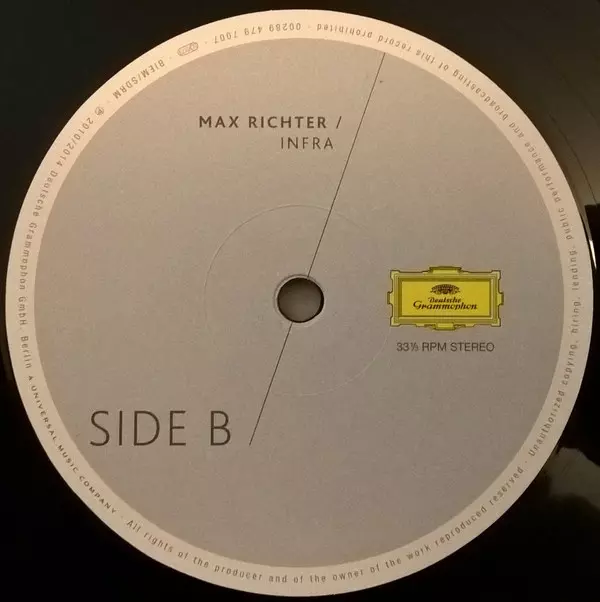 MAX RICHTER /
INFRA
Deutsche
Grammophon
33⅓ RPM STEREO
SIDE B
℗ 2010/2014 Deutsche Grammophon GmbH · Berlin A UNIVERSAL MUSIC COMPANY · All rights of the producer and of the owner of the work reproduced reserved · Unauthorized copying, hiring, lending, public performance and broadcasting of this record prohibited · 00289 479 7007 · BIEM/SDRM ·